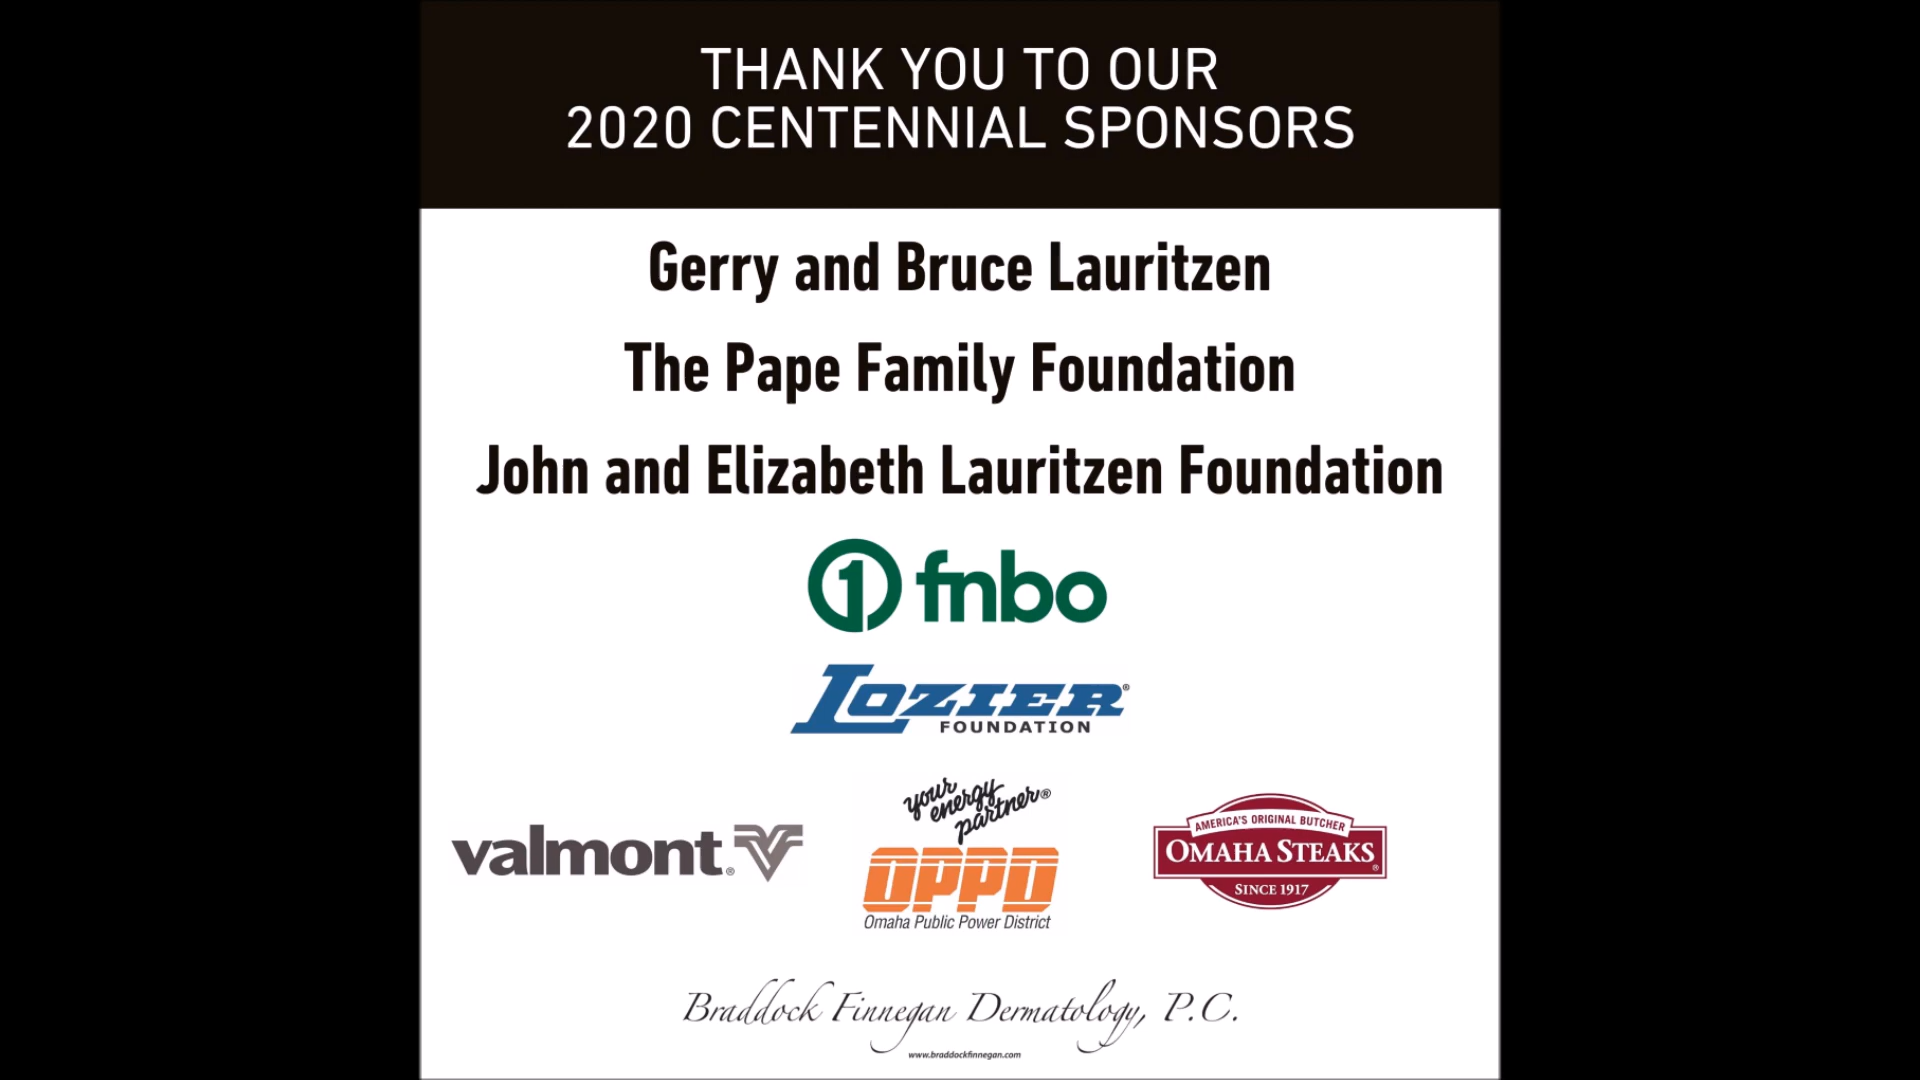 THANK YOU TO OUR
2020 CENTENNIAL SPONSORS
Gerry and Bruce Lauritzen
The Pape Family Foundation
John and Elizabeth Lauritzen Foundation
1 fnbo
LOZIER®
FOUNDATION
valmont®
your
energy
partner®
OPPD
Omaha Public Power District
AMERICA'S ORIGINAL BUTCHER
OMAHA STEAKS®
SINCE 1917
Braddock Finnegan Dermatology, P.C.
www.braddockfinnegan.com